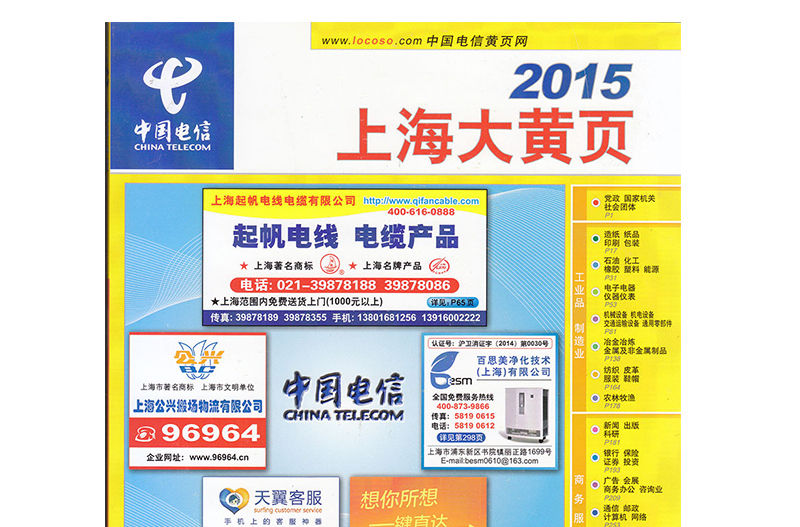 www.locoso.com 中国电信黄页网
中国电信
CHINA TELECOM
2015
上海大黄页
上海起帆电线电缆有限公司 http://www.qifancable.com
400-616-0888
起帆电线 电缆产品
★ 上海著名商标 ★ 上海名牌产品
电话: 021-39878188 39878086
★上海范围内免费送货上门(1000元以上) 详见: P65页
传真: 39878189 39878355 手机: 13801681256 13916002222
公兴
BC
上海市著名商标 上海市文明单位
上海公兴搬场物流有限公司
96964
企业网址: www.96964.cn
中国电信
CHINA TELECOM
认证号: 沪卫消证字 (2014) 第0030号
百思美净化技术
(上海)有限公司
Besm
全国免费服务热线
400-873-9866
传真: 5819 0615
电话: 5819 0612
详见第298页
上海市浦东新区书院镇丽正路1699号
E-mail:besm0610@163.com
天翼客服
surfing customer service
手机上的客服神器
想你所想
一键直达
党政 国家机关
社会团体
P1
工业品 制造业
造纸 纸品
印刷 包装
P17
石油 化工
橡胶 塑料 能源
P31
电子电器
仪器仪表
P53
机械设备 机电设备
交通运输设备 通用零部件
P81
冶金冶炼
金属及非金属制品
P138
纺织 皮革
服装 鞋帽
P164
农林牧渔
P178
商务服
新闻 出版
科研
P181
银行 保险
证券 投资
P193
广告 会展
商务办公 咨询业
P209
通信 邮政
计算机 网络
P253